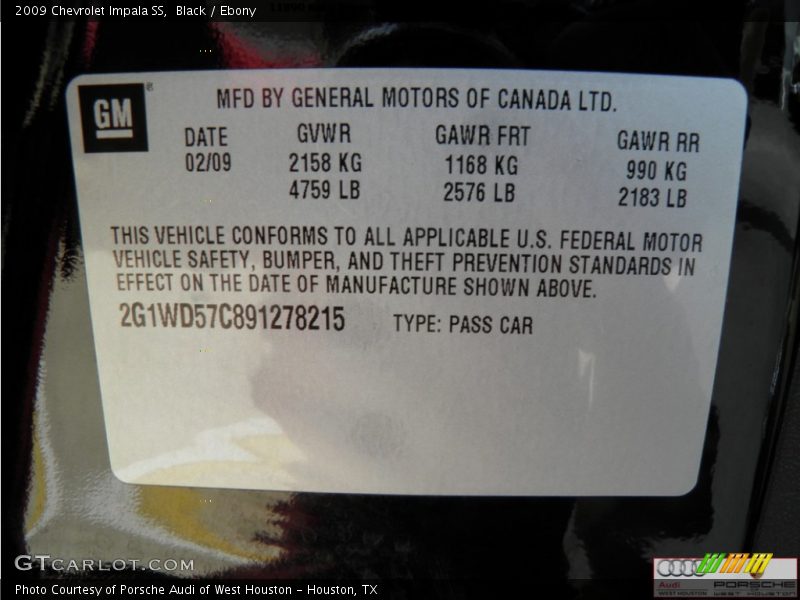 2009 Chevrolet Impala SS, Black / Ebony
GM ®
MFD BY GENERAL MOTORS OF CANADA LTD.
DATE GVWR GAWR FRT GAWR RR
02/09 2158 KG 1168 KG 990 KG
4759 LB 2576 LB 2183 LB
THIS VEHICLE CONFORMS TO ALL APPLICABLE U.S. FEDERAL MOTOR
VEHICLE SAFETY, BUMPER, AND THEFT PREVENTION STANDARDS IN
EFFECT ON THE DATE OF MANUFACTURE SHOWN ABOVE.
2G1WD57C891278215 TYPE: PASS CAR
GTCARLOT.COM
Photo Courtesy of Porsche Audi of West Houston - Houston, TX
Audi PORSCHE
WEST HOUSTON WEST HOUSTON